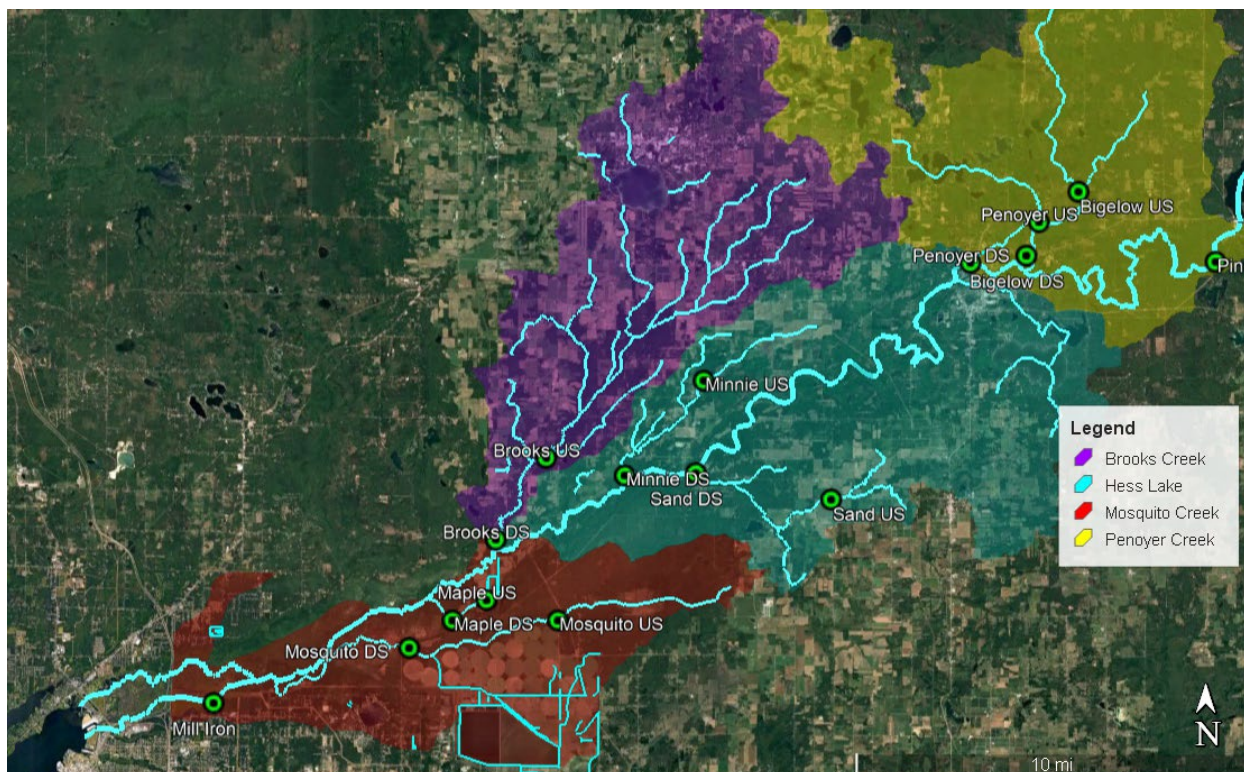 Bigelow US
Penoyer US
Penoyer DS
Bigelow DS
Pin
Minnie US
Brooks US
Minnie DS
Sand DS
Sand US
Brooks DS
Maple US
Maple DS
Mosquito US
Mosquito DS
Mill Iron
Legend
Brooks Creek
Hess Lake
Mosquito Creek
Penoyer Creek
N
10 mi